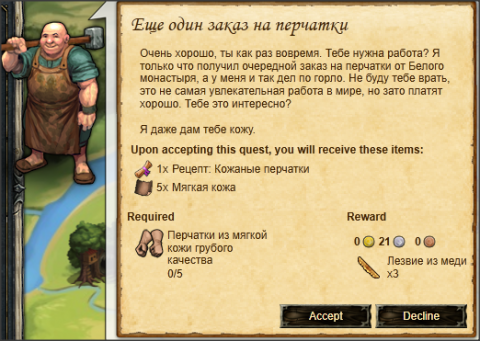 Еще один заказ на перчатки
Очень хорошо, ты как раз вовремя. Тебе нужна работа? Я
только что получил очередной заказ на перчатки от Белого
монастыря, а у меня и так дел по горло. Не буду тебе врать,
это не самая увлекательная работа в мире, но зато платят
хорошо. Тебе это интересно?
Я даже дам тебе кожу.
Upon accepting this quest, you will receive these items:
1x Рецепт: Кожаные перчатки
5x Мягкая кожа
Required
Перчатки из мягкой
кожи грубого
качества
0/5
Reward
0 21 0
Лезвие из меди
x3
Accept
Decline